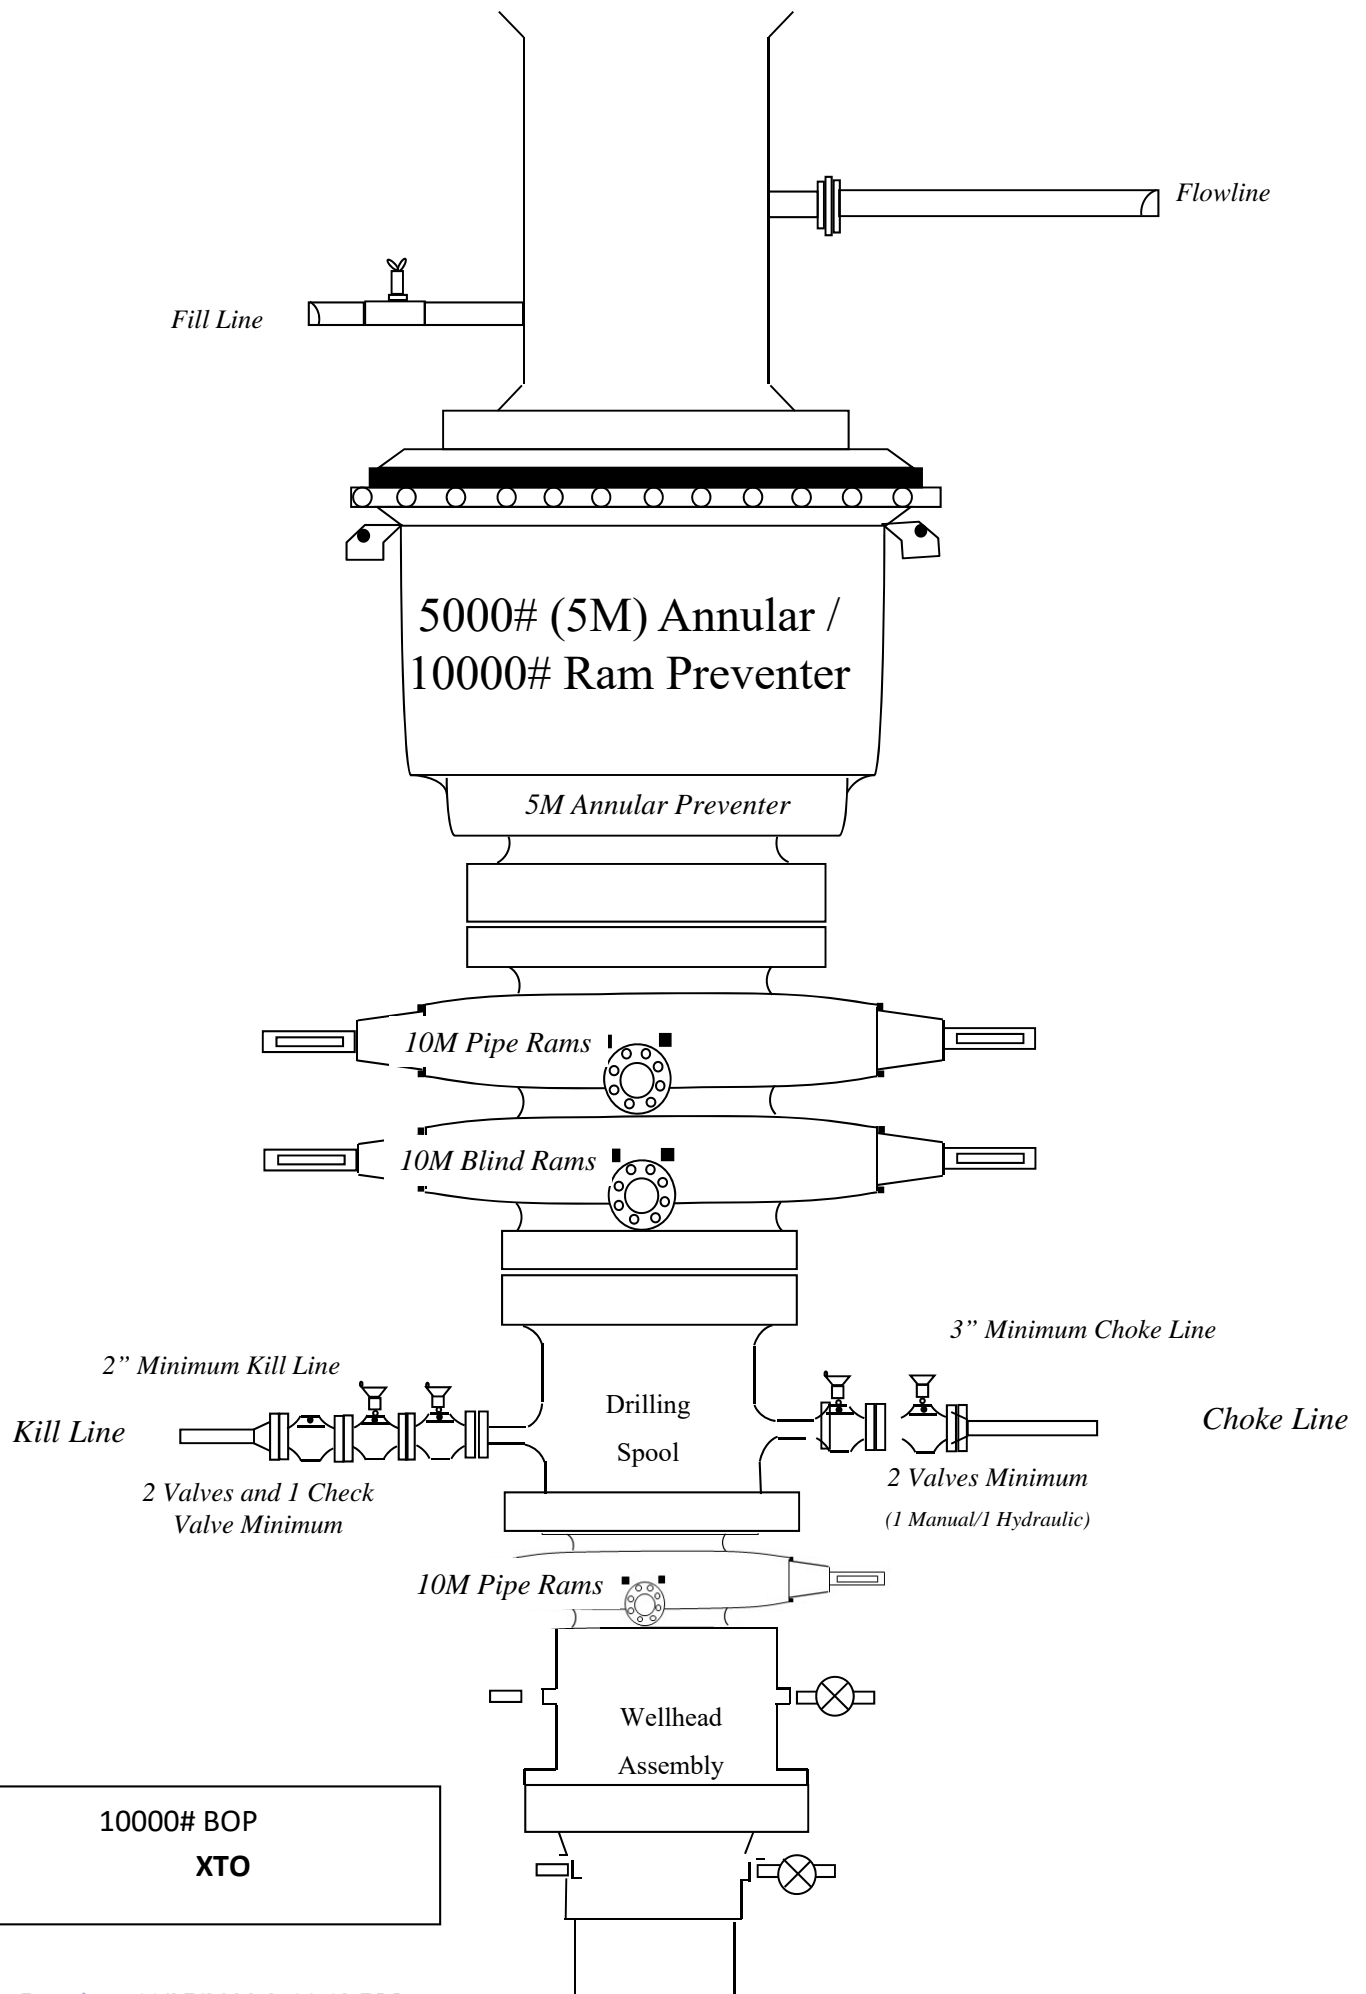 Flowline
Fill Line
5000# (5M) Annular /
10000# Ram Preventer
5M Annular Preventer
10M Pipe Rams
10M Blind Rams
3” Minimum Choke Line
2” Minimum Kill Line
Drilling
Spool
Kill Line
Choke Line
2 Valves and 1 Check
Valve Minimum
2 Valves Minimum
(1 Manual/1 Hydraulic)
10M Pipe Rams
Wellhead
Assembly
10000# BOP
XTO